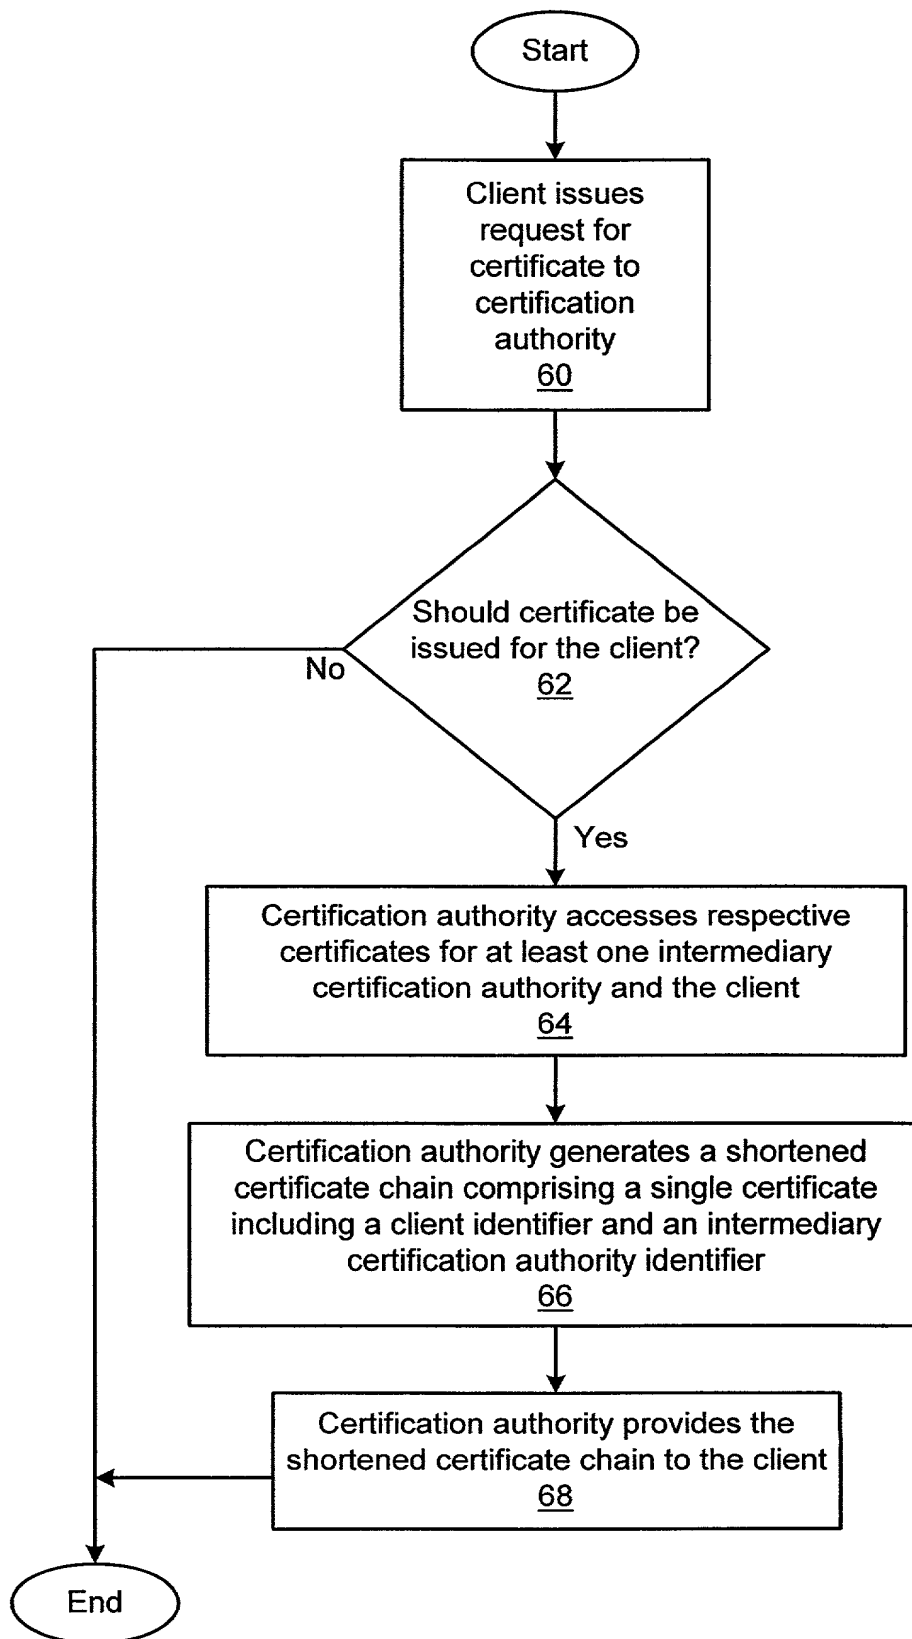 Start
Client issues
request for
certificate to
certification
authority
60
Should certificate be
issued for the client?
62
No
Yes
Certification authority accesses respective
certificates for at least one intermediary
certification authority and the client
64
Certification authority generates a shortened
certificate chain comprising a single certificate
including a client identifier and an intermediary
certification authority identifier
66
Certification authority provides the
shortened certificate chain to the client
68
End